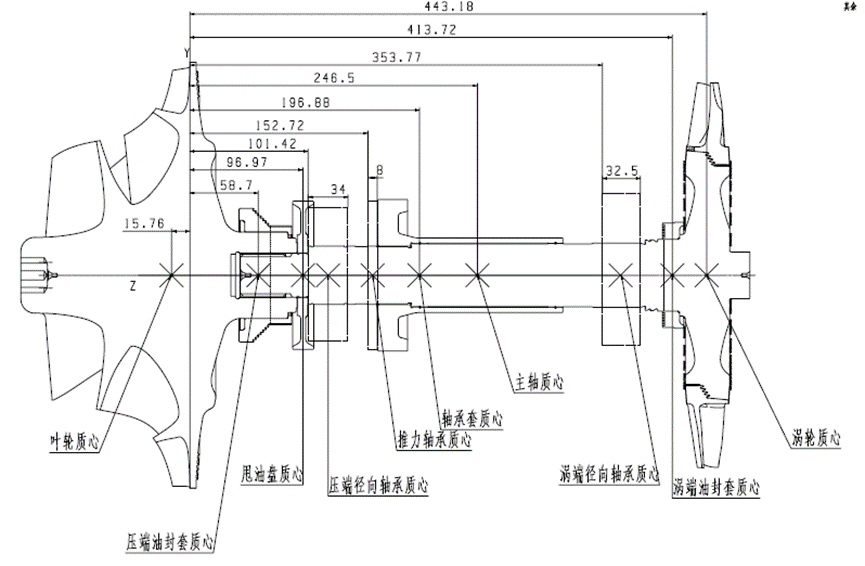 443.18
其余
413.72
Y
353.77
246.5
196.88
152.72
101.42
8
32.5
96.97
34
58.7
15.76
Z
主轴质心
轴承套质心
叶轮质心
推力轴承质心
涡轮质心
甩油盘质心
压端径向轴承质心
涡端径向轴承质心
涡端油封套质心
压端油封套质心